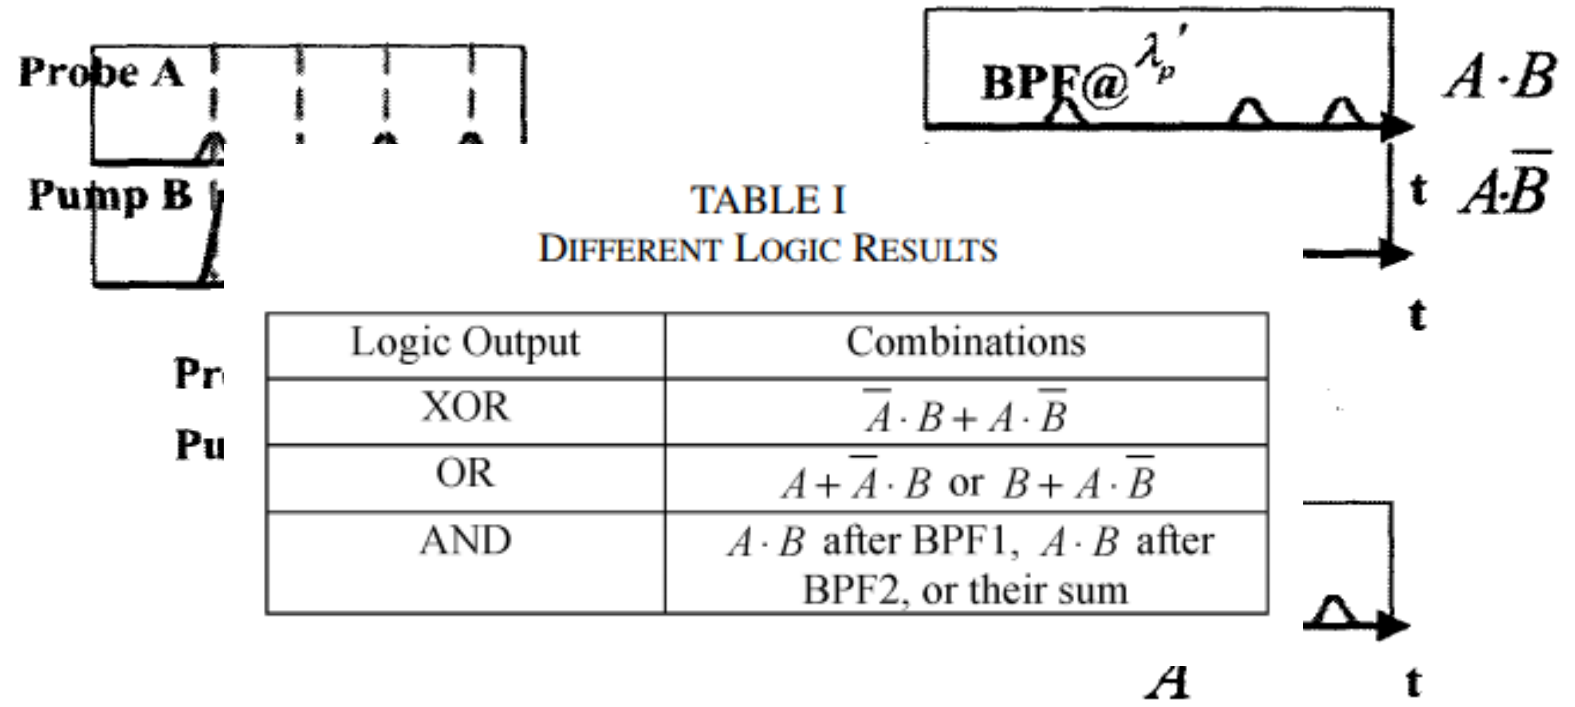 Probe A
BPF@ λp'
A · B
Pump B
t
A·B̅
TABLE I
DIFFERENT LOGIC RESULTS
t
Logic Output
Combinations
XOR
A̅ · B + A · B̅
OR
A + A̅ · B or B + A · B̅
AND
A · B after BPF1, A · B after
BPF2, or their sum
A
t